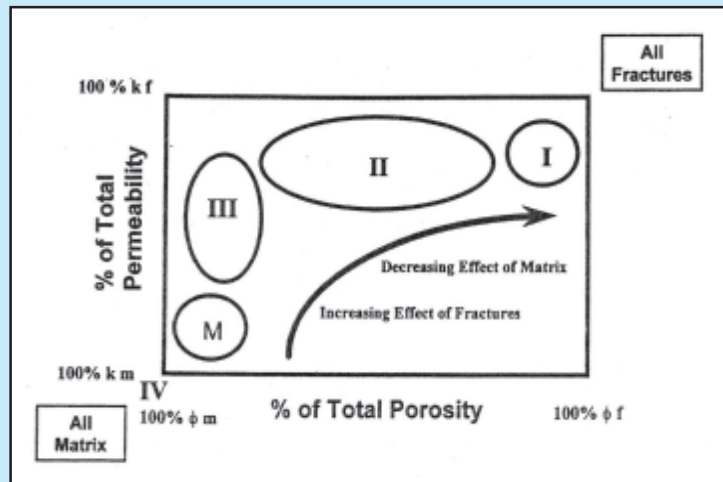 All
Fractures
100 % k f
I
II
III
% of Total
Permeability
Decreasing Effect of Matrix
Increasing Effect of Fractures
M
100% k m
IV
100% ϕ m
% of Total Porosity
100% ϕ f
All
Matrix